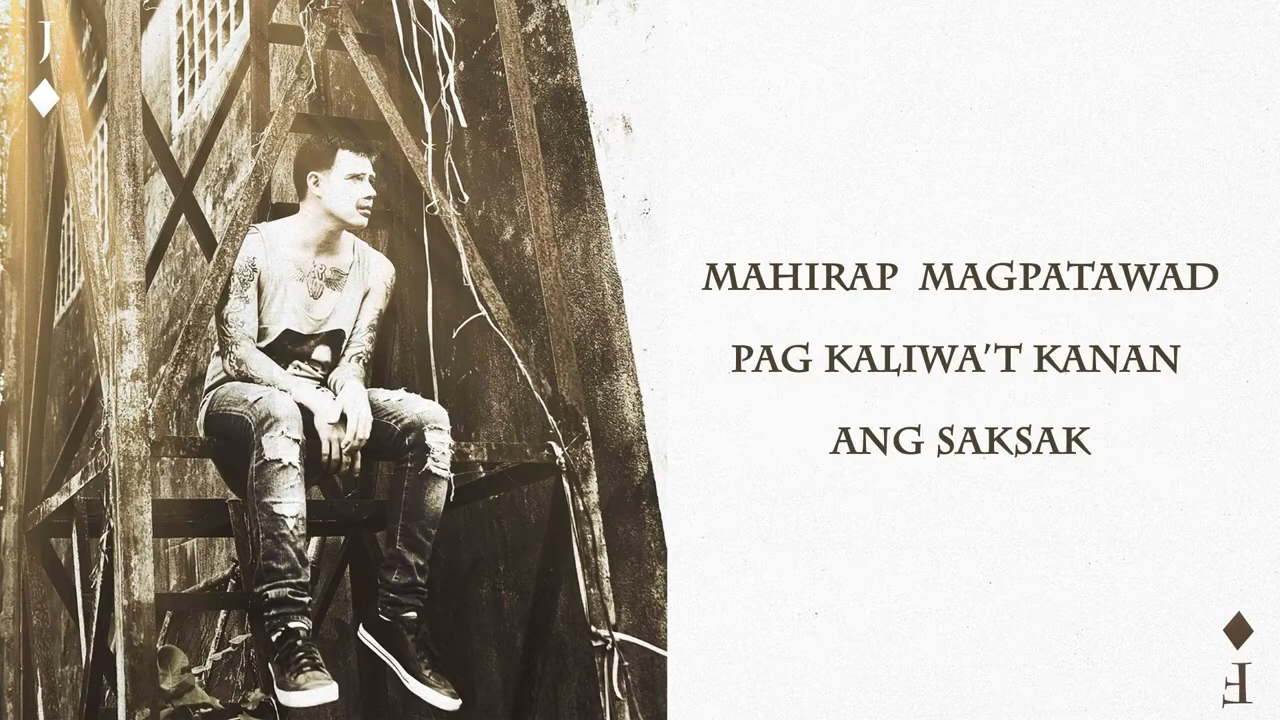 J
MAHIRAP MAGPATAWAD
PAG KALIWA'T KANAN
ANG SAKSAK
F